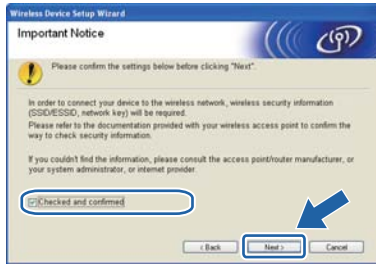 Wireless Device Setup Wizard
Important Notice
Please confirm the settings below before clicking "Next".
In order to connect your device to the wireless network, wireless security information
(SSID/ESSID, network key) will be required.
Please refer to the documentation provided with your wireless access point to confirm the
way to check security information.
If you couldn't find the information, please consult the access point/router manufacturer, or
your system administrator, or internet provider.
Checked and confirmed
< Back
Next >
Cancel